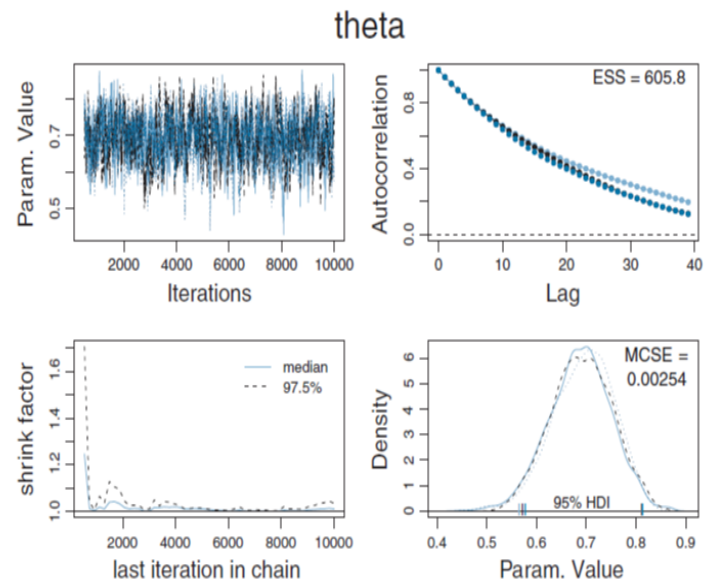 theta
Param. Value
0.5 0.7
2000 4000 6000 8000 10000
Iterations
Autocorrelation
0.0 0.4 0.8
ESS = 605.8
0 10 20 30 40
Lag
shrink factor
1.0 1.2 1.4 1.6
median
97.5%
2000 4000 6000 8000 10000
last iteration in chain
Density
0 1 2 3 4 5 6
MCSE =
0.00254
95% HDI
0.4 0.5 0.6 0.7 0.8 0.9
Param. Value